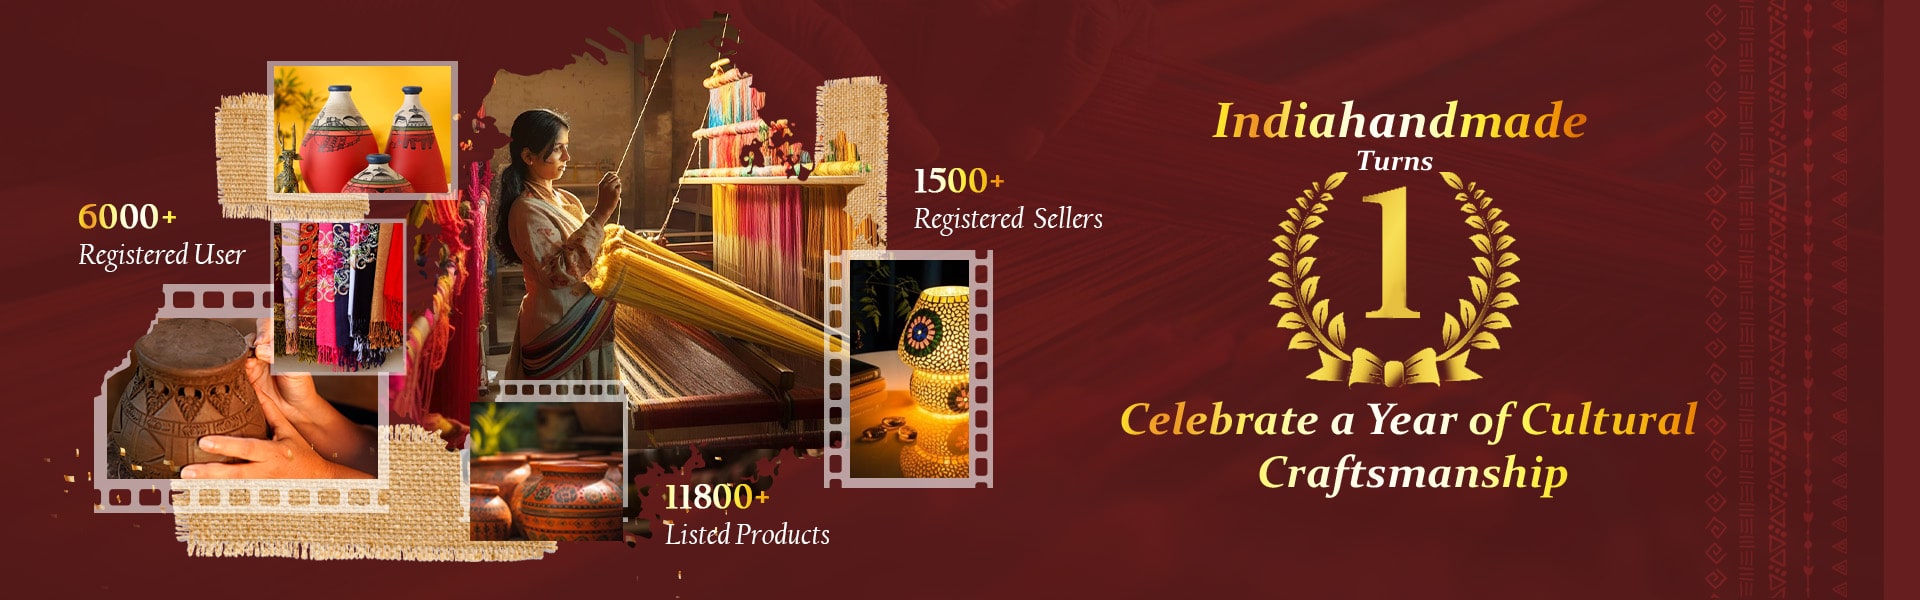 6000+
Registered User
1500+
Registered Sellers
11800+
Listed Products
Indiahandmade
Turns
1
Celebrate a Year of Cultural
Craftsmanship